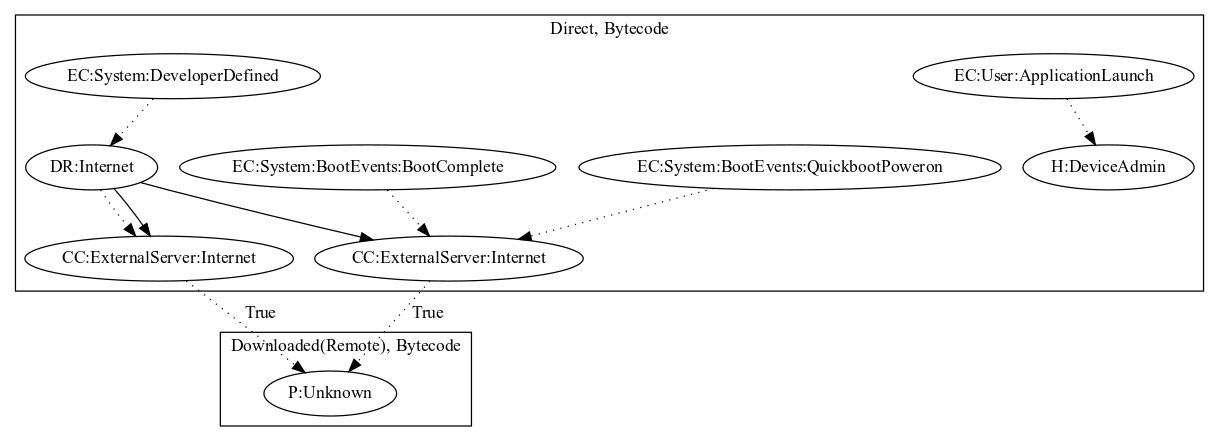 Direct, Bytecode
EC:System:DeveloperDefined
EC:User:ApplicationLaunch
DR:Internet
EC:System:BootEvents:BootComplete
EC:System:BootEvents:QuickbootPoweron
H:DeviceAdmin
CC:ExternalServer:Internet
CC:ExternalServer:Internet
True
True
Downloaded(Remote), Bytecode
P:Unknown